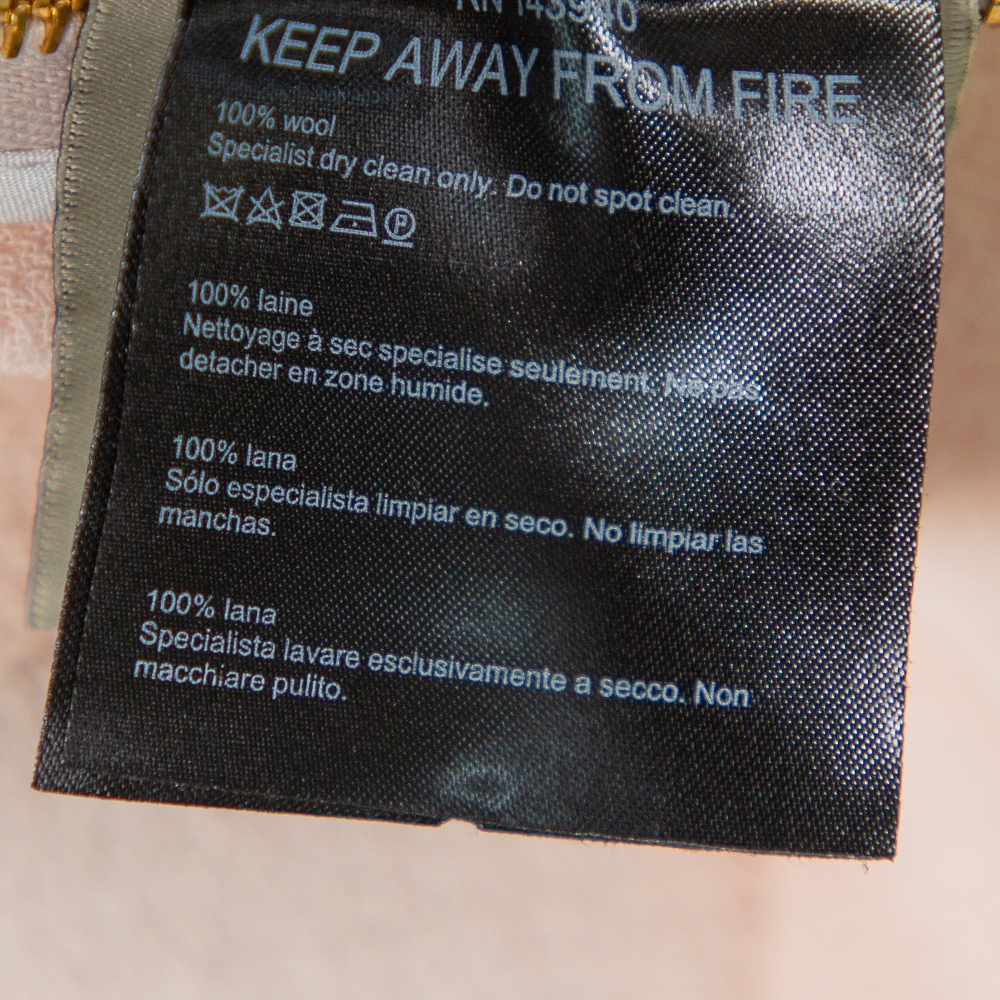 KEEP AWAY FROM FIRE
100% wool
Specialist dry clean only. Do not spot clean.
P
100% laine
Nettoyage à sec specialise seulement. Ne pas
detacher en zone humide.
100% lana
Sólo especialista limpiar en seco. No limpiar las
manchas.
100% lana
Specialista lavare esclusivamente a secco. Non
macchiare pulito.